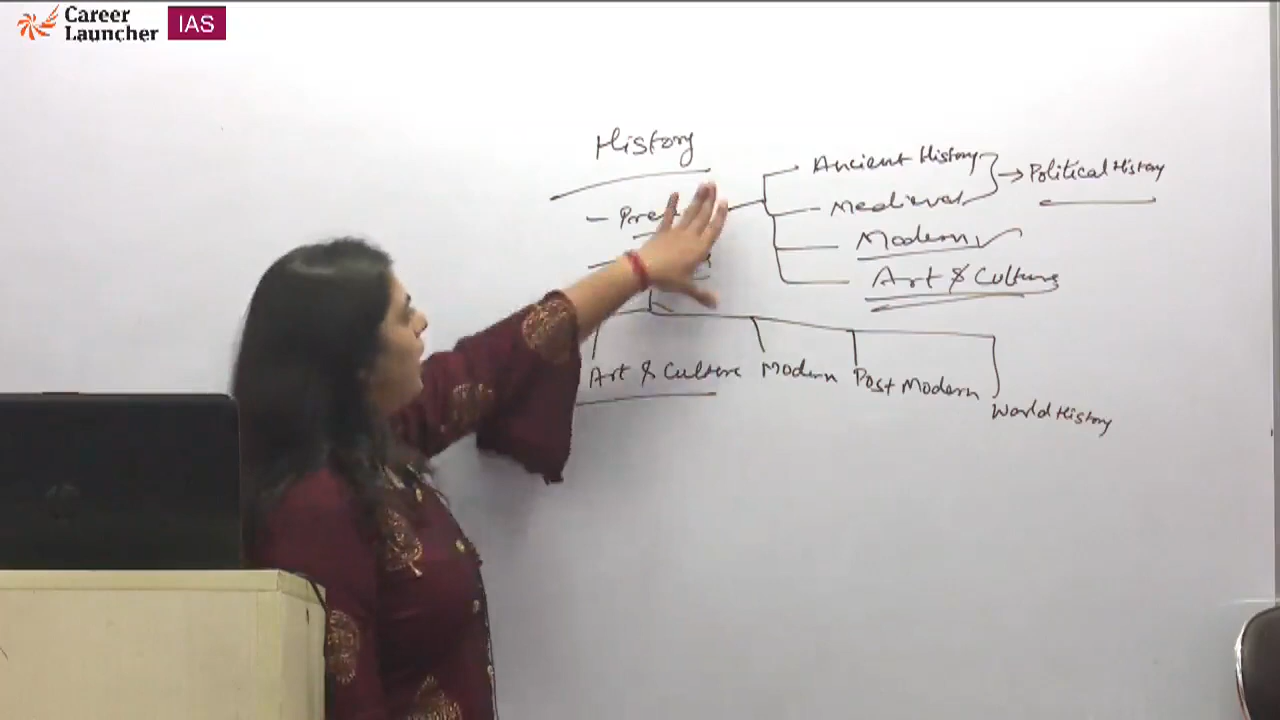 Career
Launcher
IAS
History
Ancient History
Political History
Medieval
Modern
Art & Culture
Art & Culture
Modern
Post Modern
World History